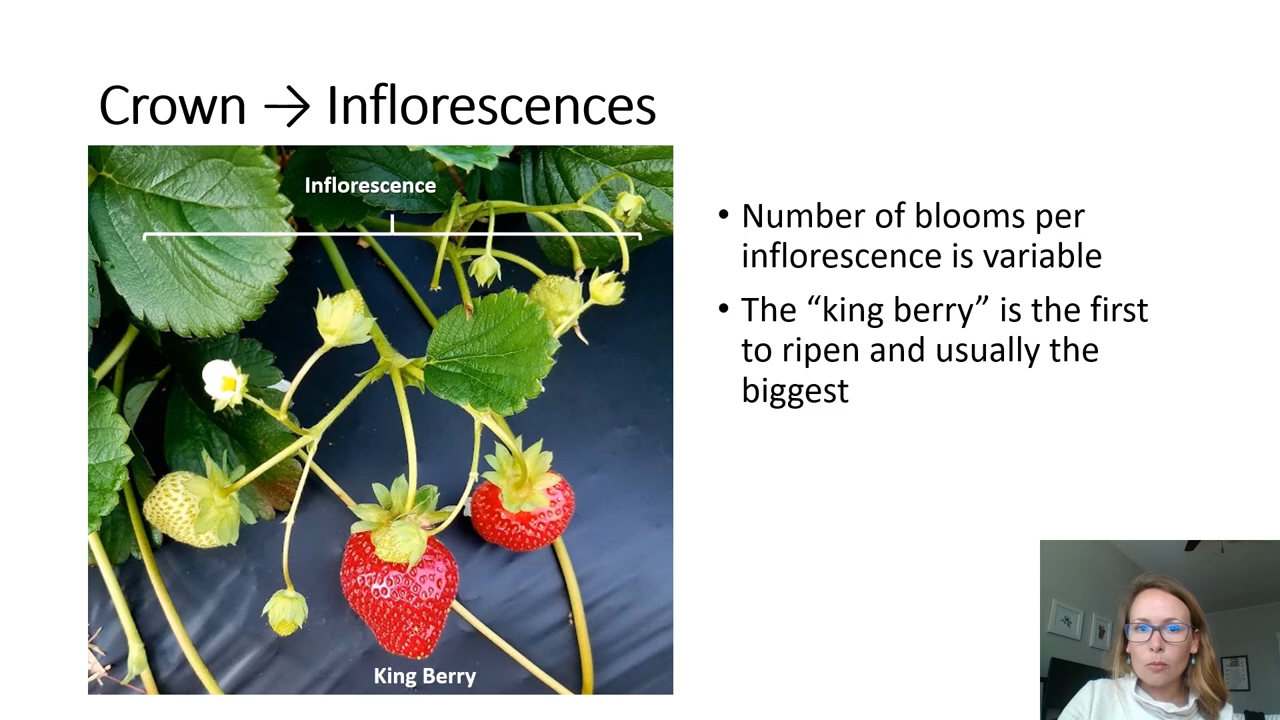 Crown → Inflorescences
Inflorescence
King Berry
• Number of blooms per
inflorescence is variable
• The “king berry” is the first
to ripen and usually the
biggest